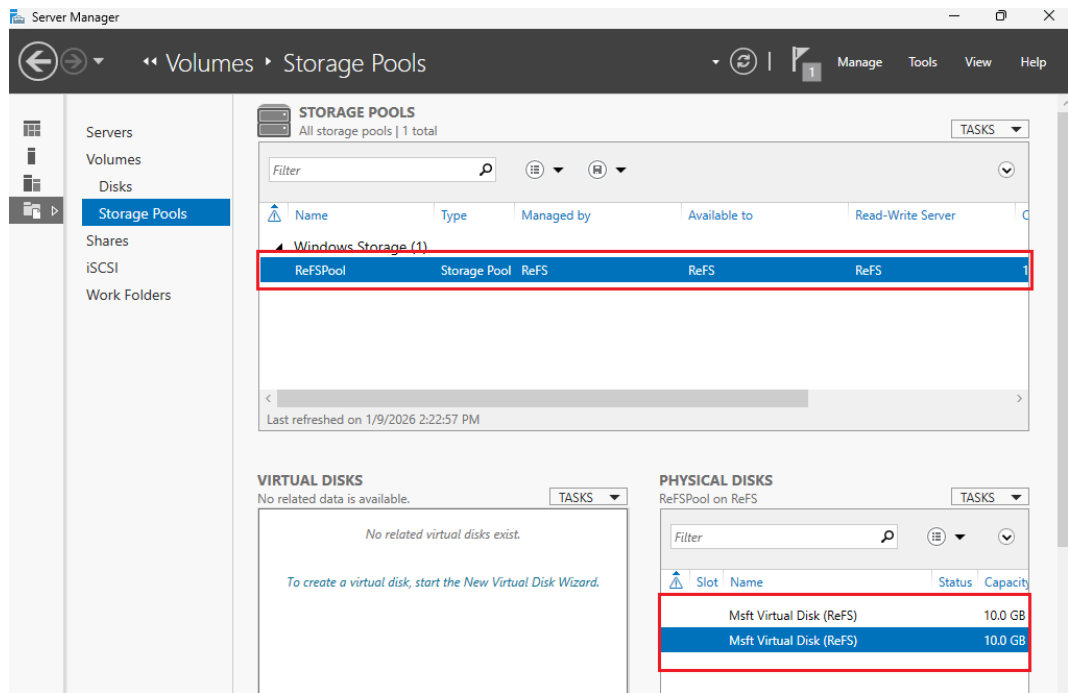 Server Manager
Volumes Storage Pools
1 Manage Tools View Help
Servers
Volumes
Disks
Storage Pools
Shares
iSCSI
Work Folders
STORAGE POOLS
All storage pools | 1 total
TASKS
Filter
Name Type Managed by Available to Read-Write Server C
Windows Storage (1)
ReFSPool Storage Pool ReFS ReFS ReFS 1
Last refreshed on 1/9/2026 2:22:57 PM
VIRTUAL DISKS
No related data is available.
TASKS
No related virtual disks exist.
To create a virtual disk, start the New Virtual Disk Wizard.
PHYSICAL DISKS
ReFSPool on ReFS
TASKS
Filter
Slot Name Status Capacity
Msft Virtual Disk (ReFS) 10.0 GB
Msft Virtual Disk (ReFS) 10.0 GB